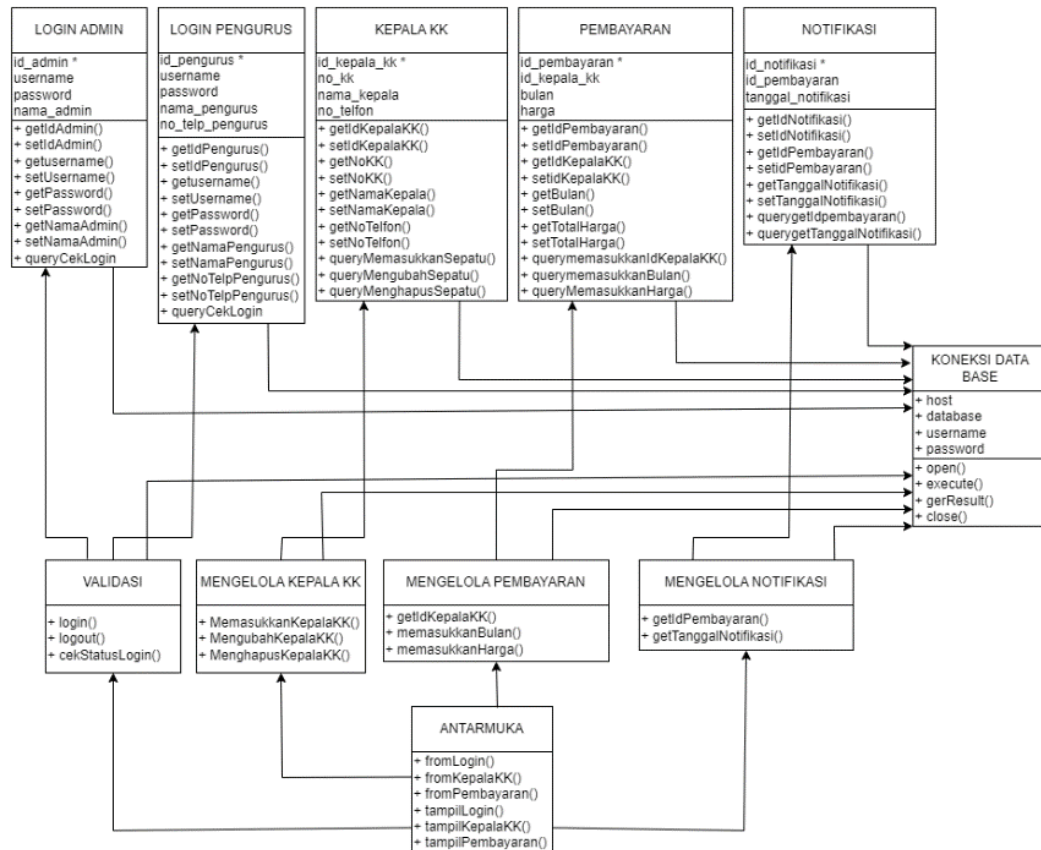 LOGIN ADMIN
id_admin *
username
password
nama_admin
+ getIdAdmin()
+ setIdAdmin()
+ getusername()
+ setUsername()
+ getPassword()
+ setPassword()
+ getNamaAdmin()
+ setNamaAdmin()
+ queryCekLogin
LOGIN PENGURUS
id_pengurus *
username
password
nama_pengurus
no_telp_pengurus
+ getIdPengurus()
+ setIdPengurus()
+ getusername()
+ setUsername()
+ getPassword()
+ setPassword()
+ getNamaPengurus()
+ setNamaPengurus()
+ getNoTelpPengurus()
+ setNoTelpPengurus()
+ queryCekLogin
KEPALA KK
id_kepala_kk *
no_kk
nama_kepala
no_telfon
+ getIdKepalaKK()
+ setIdKepalaKK()
+ getNoKK()
+ setNoKK()
+ getNamaKepala()
+ setNamaKepala()
+ getNoTelfon()
+ setNoTelfon()
+ queryMemasukkanSepatu()
+ queryMengubahSepatu()
+ queryMenghapusSepatu()
PEMBAYARAN
id_pembayaran *
id_kepala_kk
bulan
harga
+ getIdPembayaran()
+ setIdPembayaran()
+ getIdKepalaKK()
+ setidKepalaKK()
+ getBulan()
+ setBulan()
+ getTotalHarga()
+ setTotalHarga()
+ querymemasukkanIdKepalaKK()
+ querymemasukkanBulan()
+ queryMemasukkanHarga()
NOTIFIKASI
id_notifikasi *
id_pembayaran
tanggal_notifikasi
+ getIdNotifikasi()
+ setIdNotifikasi()
+ getIdPembayaran()
+ setidPembayaran()
+ getTanggalNotifikasi()
+ setTanggalNotifikasi()
+ querygetIdpembayaran()
+ querygetTanggalNotifikasi()
KONEKSI DATA
BASE
+ host
+ database
+ username
+ password
+ open()
+ execute()
+ gerResult()
+ close()
VALIDASI
+ login()
+ logout()
+ cekStatusLogin()
MENGELOLA KEPALA KK
+ MemasukkanKepalaKK()
+ MengubahKepalaKK()
+ MenghapusKepalaKK()
MENGELOLA PEMBAYARAN
+ getIdKepalaKK()
+ memasukkanBulan()
+ memasukkanHarga()
MENGELOLA NOTIFIKASI
+ getIdPembayaran()
+ getTanggalNotifikasi()
ANTARMUKA
+ fromLogin()
+ fromKepalaKK()
+ fromPembayaran()
+ tampilLogin()
+ tampilKepalaKK()
+ tampilPembayaran()